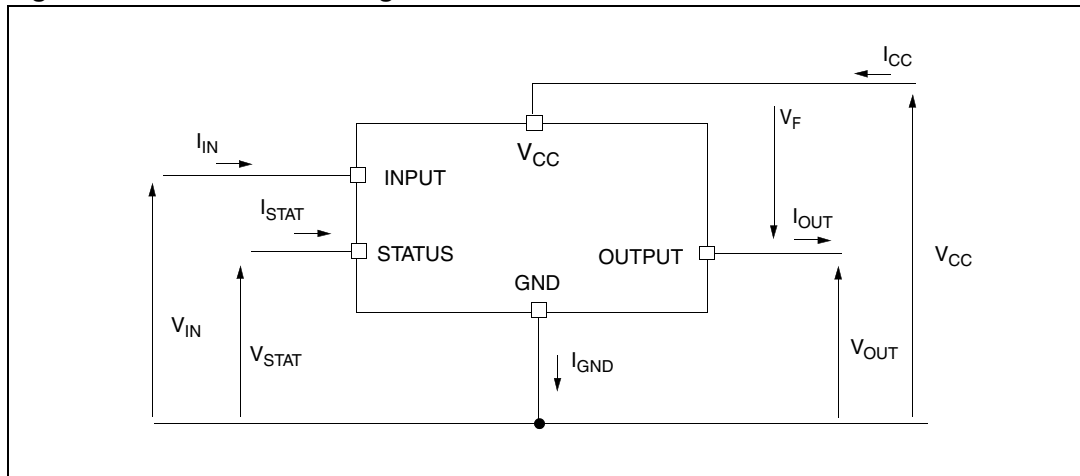 I_CC
V_F
I_IN
V_CC
INPUT
I_STAT
I_OUT
STATUS
OUTPUT
V_CC
GND
V_IN
V_STAT
I_GND
V_OUT